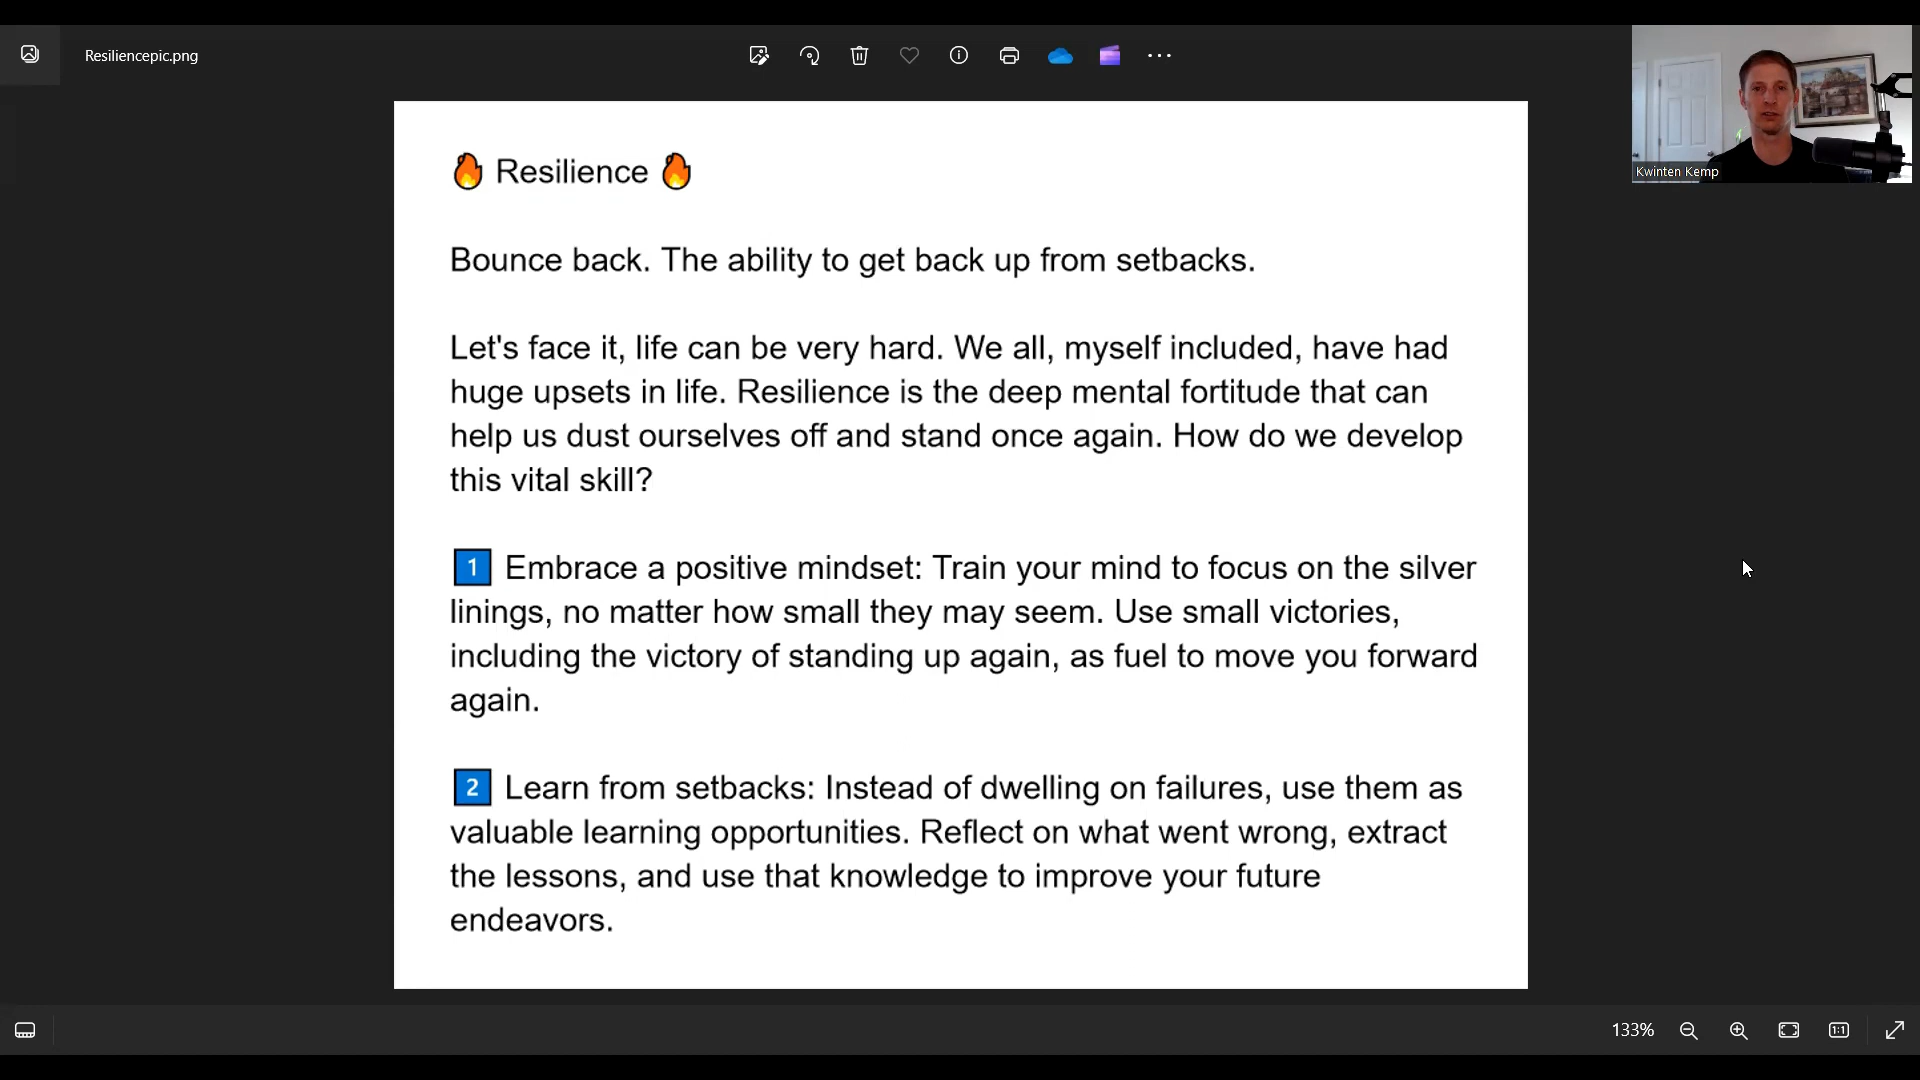 Resiliencepic.png
Kwinten Kemp
🔥 Resilience 🔥
Bounce back. The ability to get back up from setbacks.
Let's face it, life can be very hard. We all, myself included, have had
huge upsets in life. Resilience is the deep mental fortitude that can
help us dust ourselves off and stand once again. How do we develop
this vital skill?
1 Embrace a positive mindset: Train your mind to focus on the silver
linings, no matter how small they may seem. Use small victories,
including the victory of standing up again, as fuel to move you forward
again.
2 Learn from setbacks: Instead of dwelling on failures, use them as
valuable learning opportunities. Reflect on what went wrong, extract
the lessons, and use that knowledge to improve your future
endeavors.
133%
1:1